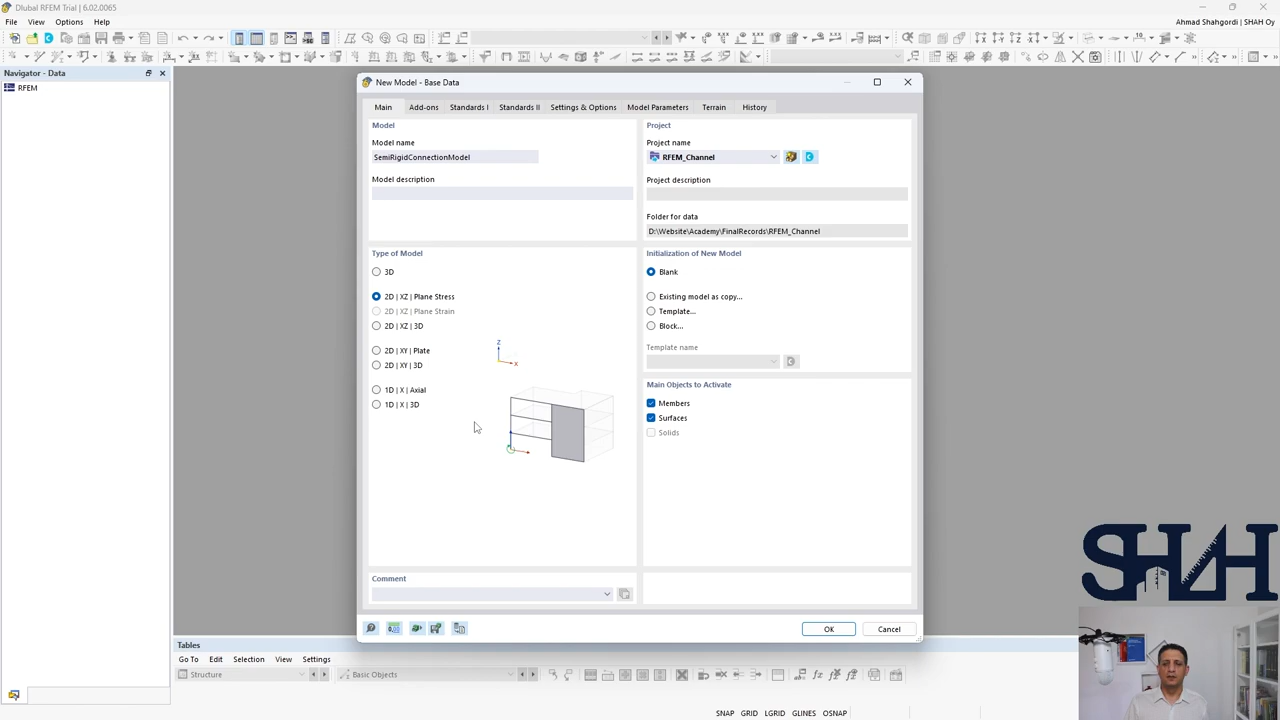 Dlubal RFEM Trial | 6.02.0065
File View Options Help
Ahmad Shahgordi | SHAH Oy
Navigator - Data
RFEM
New Model - Base Data
Main Add-ons Standards I Standards II Settings & Options Model Parameters Terrain History
Model
Model name
SemiRigidConnectionModel
Model description
Project
Project name
RFEM_Channel
Project description
Folder for data
D:\Website\Academy\FinalRecords\RFEM_Channel
Type of Model
3D
2D | XZ | Plane Stress
2D | XZ | Plane Strain
2D | XZ | 3D
2D | XY | Plate
2D | XY | 3D
1D | X | Axial
1D | X | 3D
Z
X
Initialization of New Model
Blank
Existing model as copy...
Template...
Block...
Template name
Main Objects to Activate
Members
Surfaces
Solids
Comment
OK Cancel
SHAH
Tables
Go To Edit Selection View Settings
Structure Basic Objects
SNAP GRID LGRID GLINES OSNAP